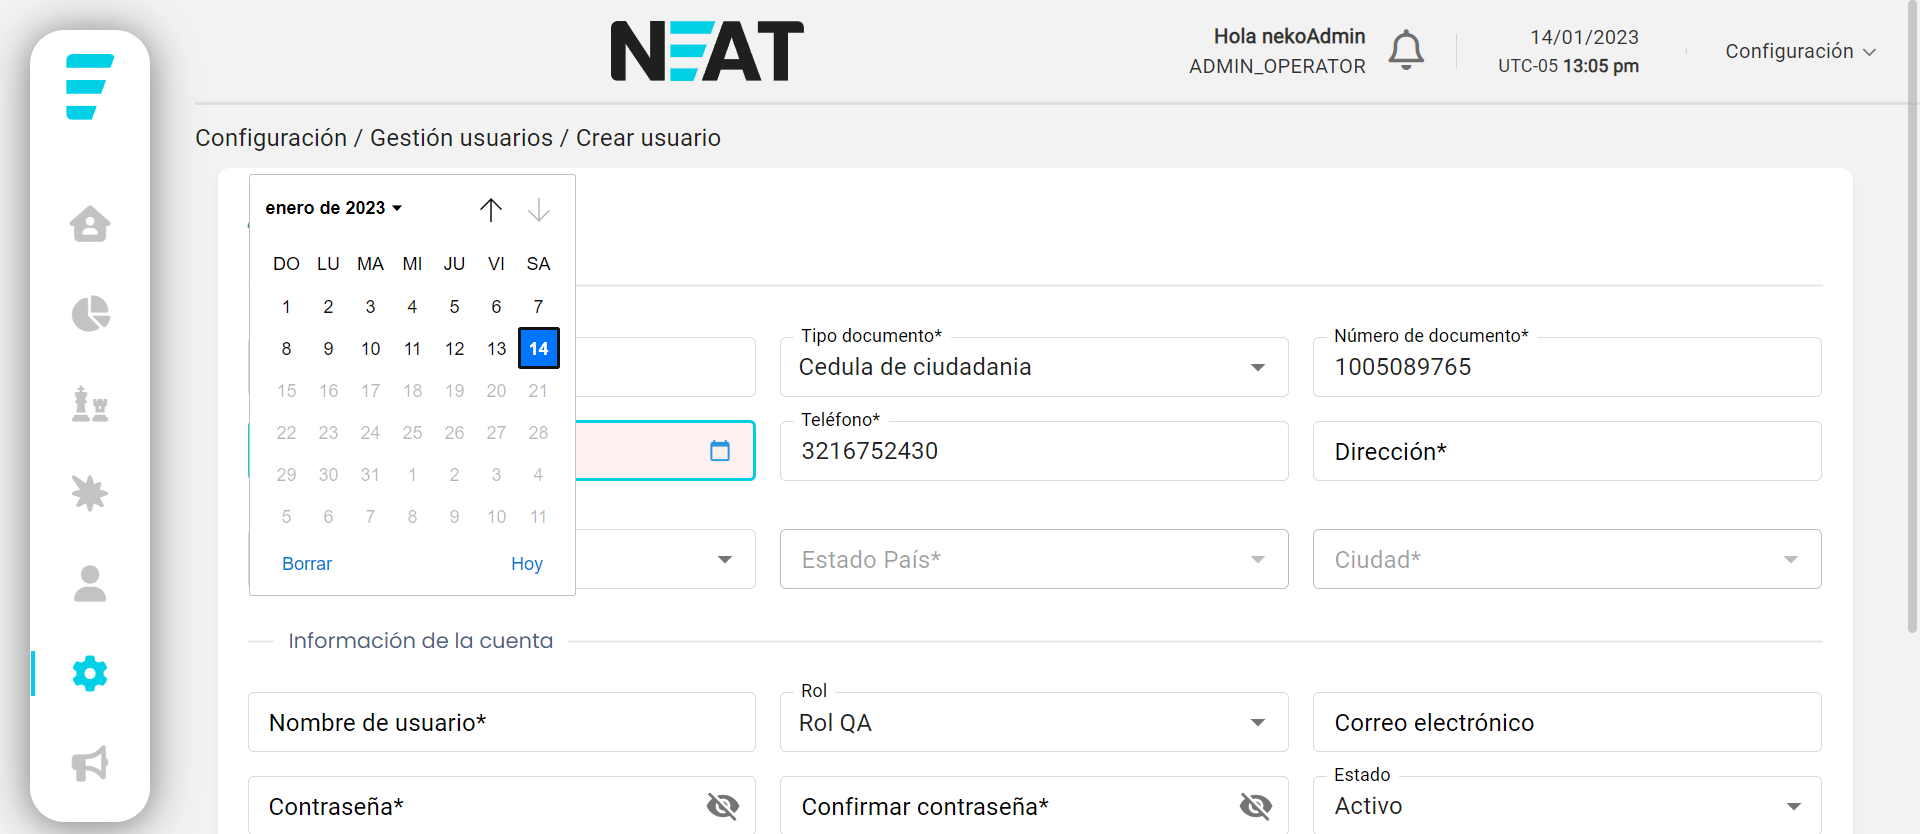 NEAT
Hola nekoAdmin
ADMIN_OPERATOR
14/01/2023
UTC-05 13:05 pm
Configuración
Configuración / Gestión usuarios / Crear usuario
enero de 2023
DO LU MA MI JU VI SA
1 2 3 4 5 6 7
8 9 10 11 12 13 14
15 16 17 18 19 20 21
22 23 24 25 26 27 28
29 30 31 1 2 3 4
5 6 7 8 9 10 11
Borrar Hoy
Tipo documento*
Cedula de ciudadania
Número de documento*
1005089765
Teléfono*
3216752430
Dirección*
Estado País*
Ciudad*
Información de la cuenta
Nombre de usuario*
Rol
Rol QA
Correo electrónico
Contraseña*
Confirmar contraseña*
Estado
Activo